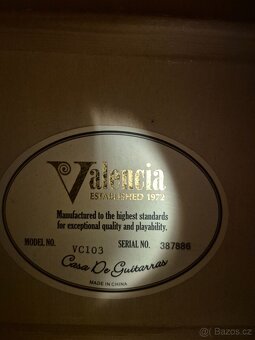 Valencia
ESTABLISHED 1972
Manufactured to the highest standards
for exceptional quality and playability.
MODEL NO. VC103 SERIAL NO. 387886
Casa De Guitarras
MADE IN CHINA
Bazoš.cz